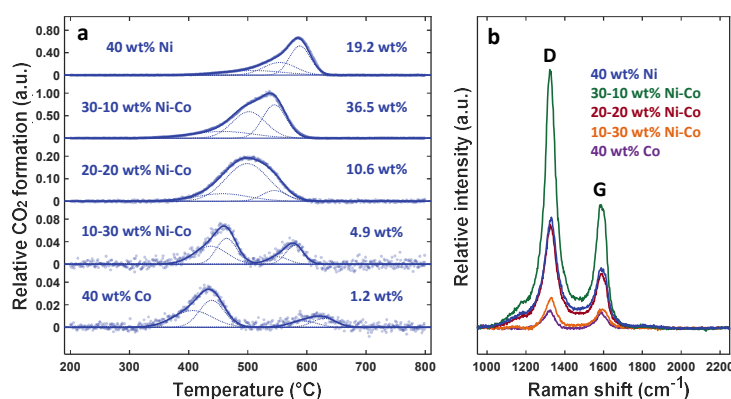 a
40 wt% Ni
19.2 wt%
30-10 wt% Ni-Co
36.5 wt%
20-20 wt% Ni-Co
10.6 wt%
10-30 wt% Ni-Co
4.9 wt%
40 wt% Co
1.2 wt%
0.80
0.40
0
1.00
0.50
0
0.20
0.10
0
0.08
0.04
0
0.04
0.02
0
200 300 400 500 600 700 800
Temperature (°C)
Relative CO2 formation (a.u.)
b
D
G
40 wt% Ni
30-10 wt% Ni-Co
20-20 wt% Ni-Co
10-30 wt% Ni-Co
40 wt% Co
1000 1200 1400 1600 1800 2000 2200
Raman shift (cm-1)
Relative intensity (a.u.)